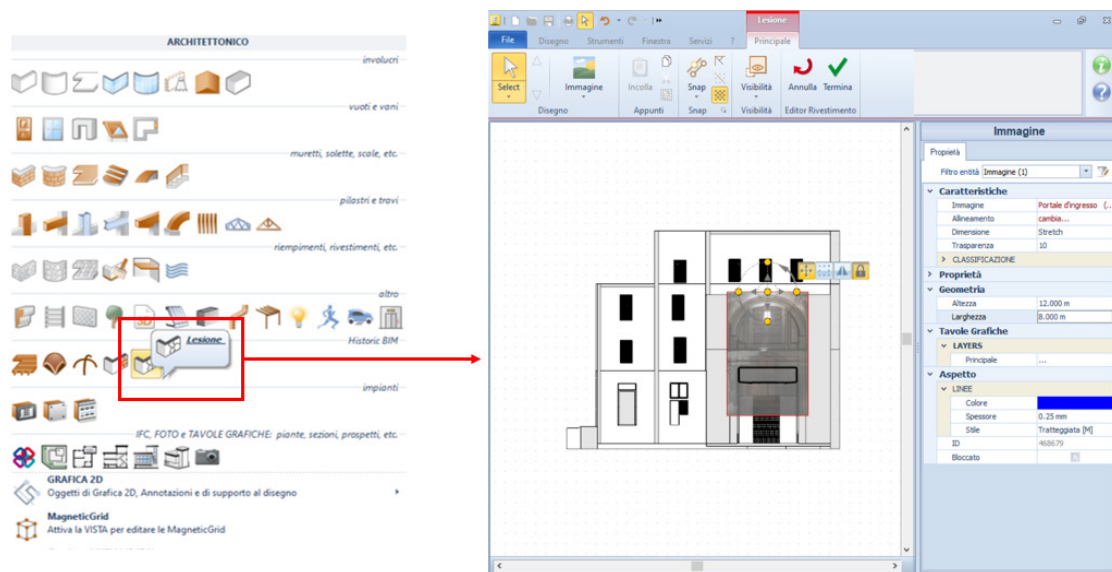 ARCHITETTONICO
involucri
vuoti e vani
muretti, solette, scale, etc.
pilastri e travi
riempimenti, rivestimenti, etc.
altro
3D
Lesione
Historic BIM
impianti
IFC, FOTO e TAVOLE GRAFICHE: piante, sezioni, prospetti, etc.
GRAFICA 2D
Oggetti di Grafica 2D, Annotazioni e di supporto al disegno
MagneticGrid
Attiva la VISTA per editare le MagneticGrid
Lesione
File Disegno Strumenti Finestra Servizi ? Principale
Select Immagine Incolla Snap Visibilità Annulla Termina
Disegno Appunti Snap Visibilità Editor Rivestimento
Immagine
Proprietà
Filtro entità Immagine (1)
Caratteristiche
Immagine Portale d'ingresso (...
Allineamento cambia...
Dimensione Stretch
Trasparenza 10
CLASSIFICAZIONE
Proprietà
Geometria
Altezza 12.000 m
Larghezza 8.000 m
Tavole Grafiche
LAYERS
Principale ...
Aspetto
LINEE
Colore
Spessore 0.25 mm
Stile Tratteggiata [M]
ID 468679
Bloccato